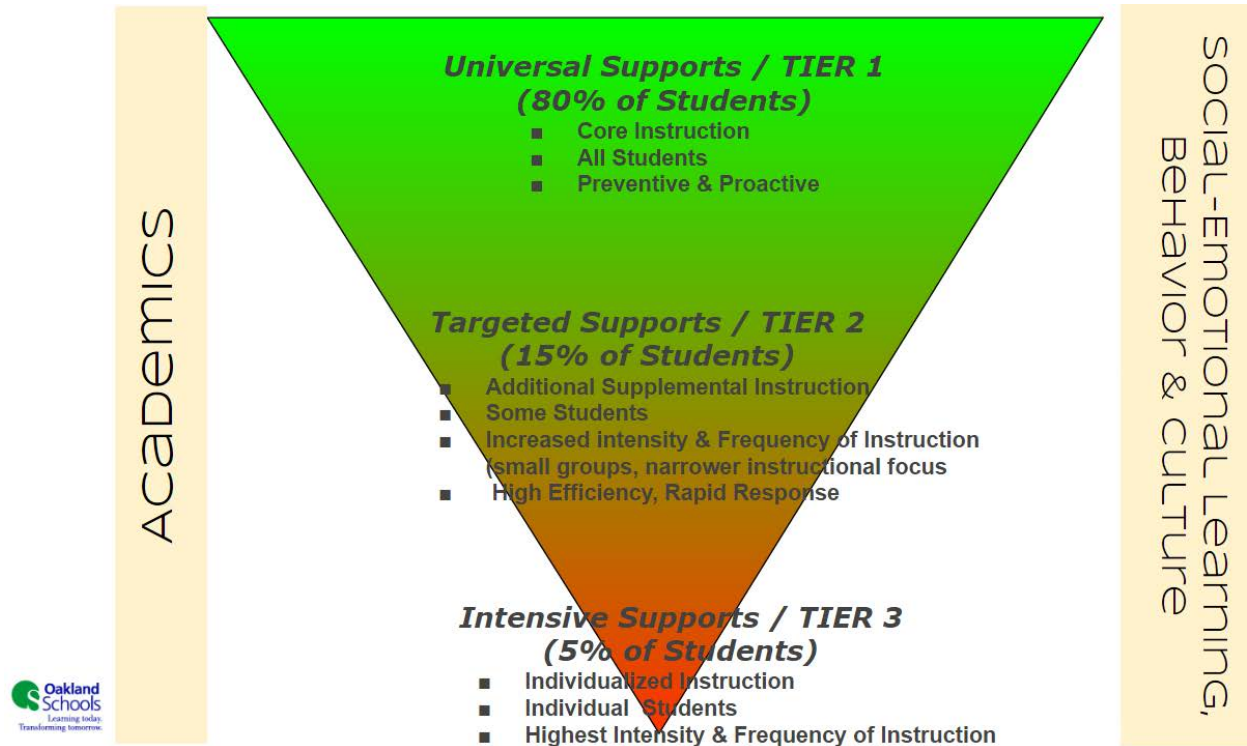 Academics
Universal Supports / TIER 1
(80% of Students)
■ Core Instruction
■ All Students
■ Preventive & Proactive
Targeted Supports / TIER 2
(15% of Students)
■ Additional Supplemental Instruction
■ Some Students
■ Increased intensity & Frequency of Instruction
(small groups, narrower instructional focus
■ High Efficiency, Rapid Response
Intensive Supports / TIER 3
(5% of Students)
■ Individualized Instruction
■ Individual Students
■ Highest Intensity & Frequency of Instruction
Social-Emotional Learning,
Behavior & Culture
Oakland
Schools
Learning today.
Transforming tomorrow.